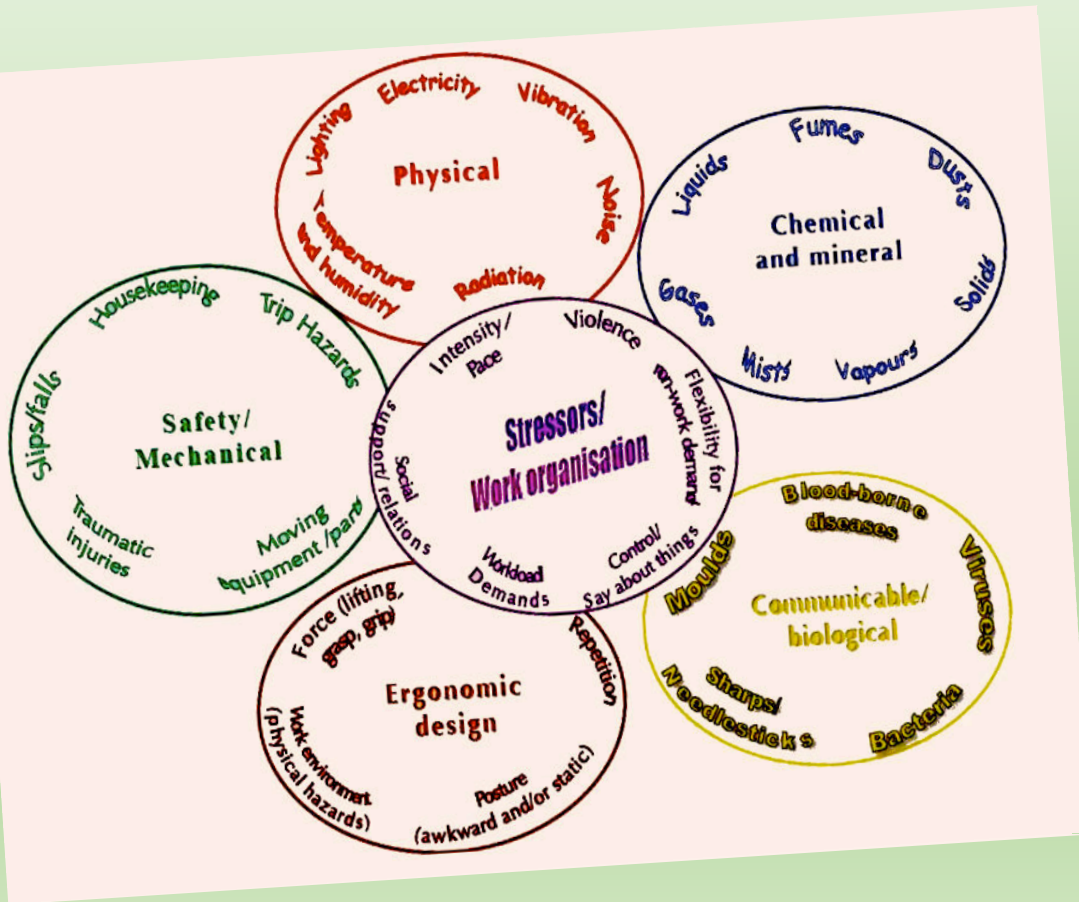 Physical
Lighting
Electricity
Vibration
Noise
Radiation
Temperature
and humidity
Chemical
and mineral
Liquids
Fumes
Dusts
Solids
Vapours
Mists
Gases
Safety/
Mechanical
Slips/falls
Housekeeping
Trip Hazards
Moving
equipment /parts
Traumatic
injuries
Stressors/
Work organisation
Intensity/
Pace
Violence
Flexibility for
non-work demand
Control/
Say about things
Workload
Demands
Social
support/ relations
Ergonomic
design
Force (lifting,
grasp, grip)
Repetition
Posture
(awkward and/or static)
Work environment
(physical hazards)
Communicable/
biological
Moulds
Blood-borne
diseases
Viruses
Bacteria
Sharps/
Needlesticks